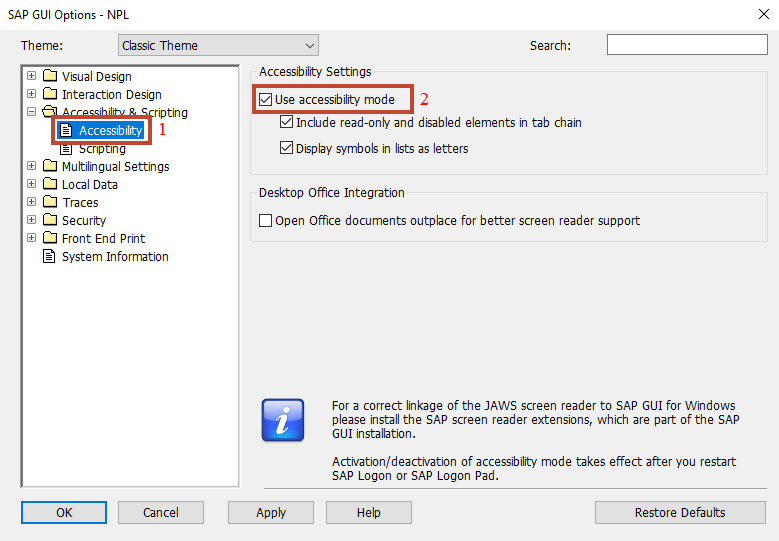 SAP GUI Options - NPL
Theme:
Classic Theme
Search:
Visual Design
Interaction Design
Accessibility & Scripting
Accessibility
1
Scripting
Multilingual Settings
Local Data
Traces
Security
Front End Print
System Information
Accessibility Settings
Use accessibility mode
2
Include read-only and disabled elements in tab chain
Display symbols in lists as letters
Desktop Office Integration
Open Office documents outplace for better screen reader support
For a correct linkage of the JAWS screen reader to SAP GUI for Windows
please install the SAP screen reader extensions, which are part of the SAP
GUI installation.
Activation/deactivation of accessibility mode takes effect after you restart
SAP Logon or SAP Logon Pad.
OK
Cancel
Apply
Help
Restore Defaults